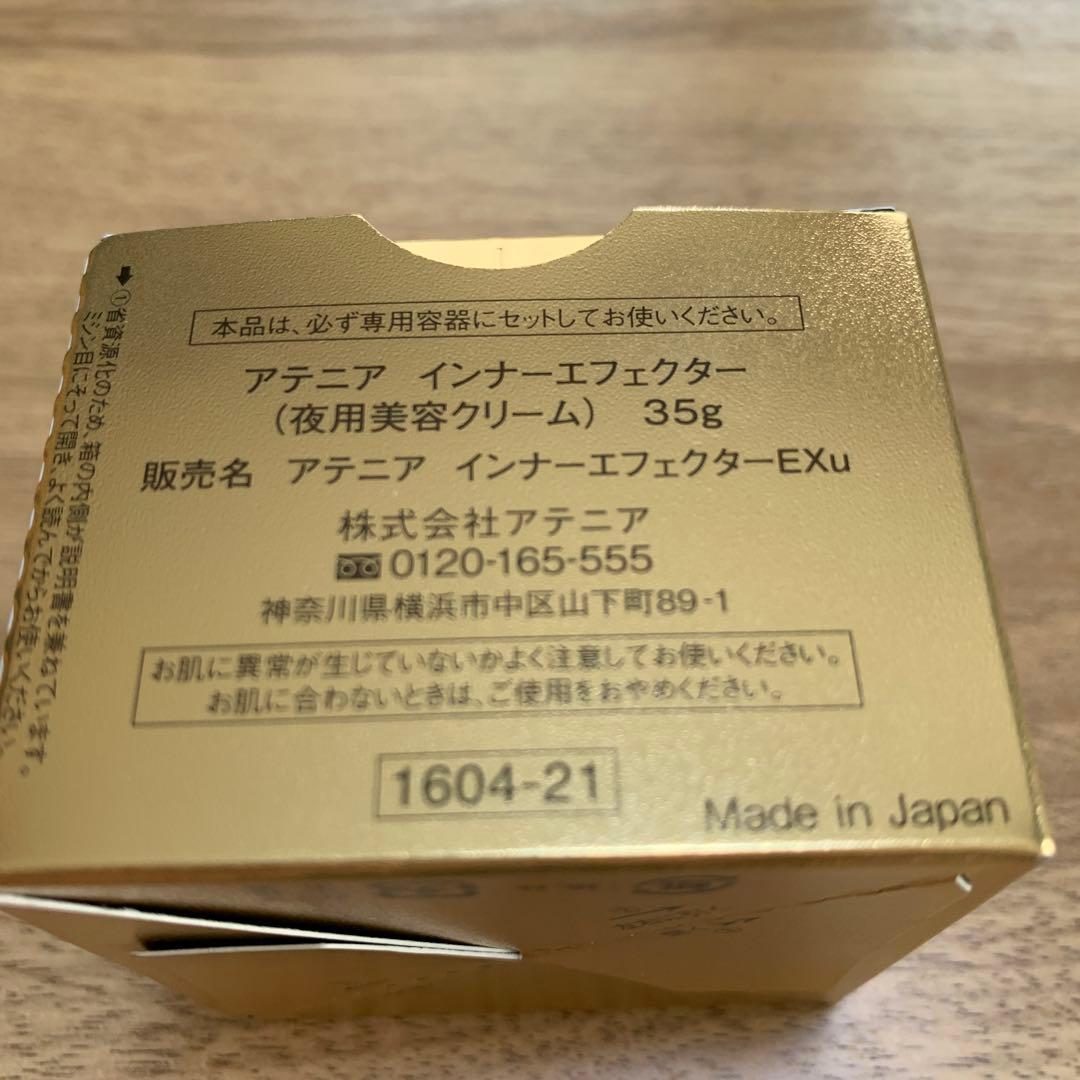 本品は、必ず専用容器にセットしてお使いください。
アテニア インナーエフェクター
（夜用美容クリーム） 35g
販売名 アテニア インナーエフェクターEXu
株式会社アテニア
0120-165-555
神奈川県横浜市中区山下町89-1
お肌に異常が生じていないかよく注意してお使いください。
お肌に合わないときは、ご使用をおやめください。
1604-21
Made in Japan
➡①省資源化のため、箱の内側が説明書を兼ねています。
ミシン目にそって開き、よく読んでからお使いください。